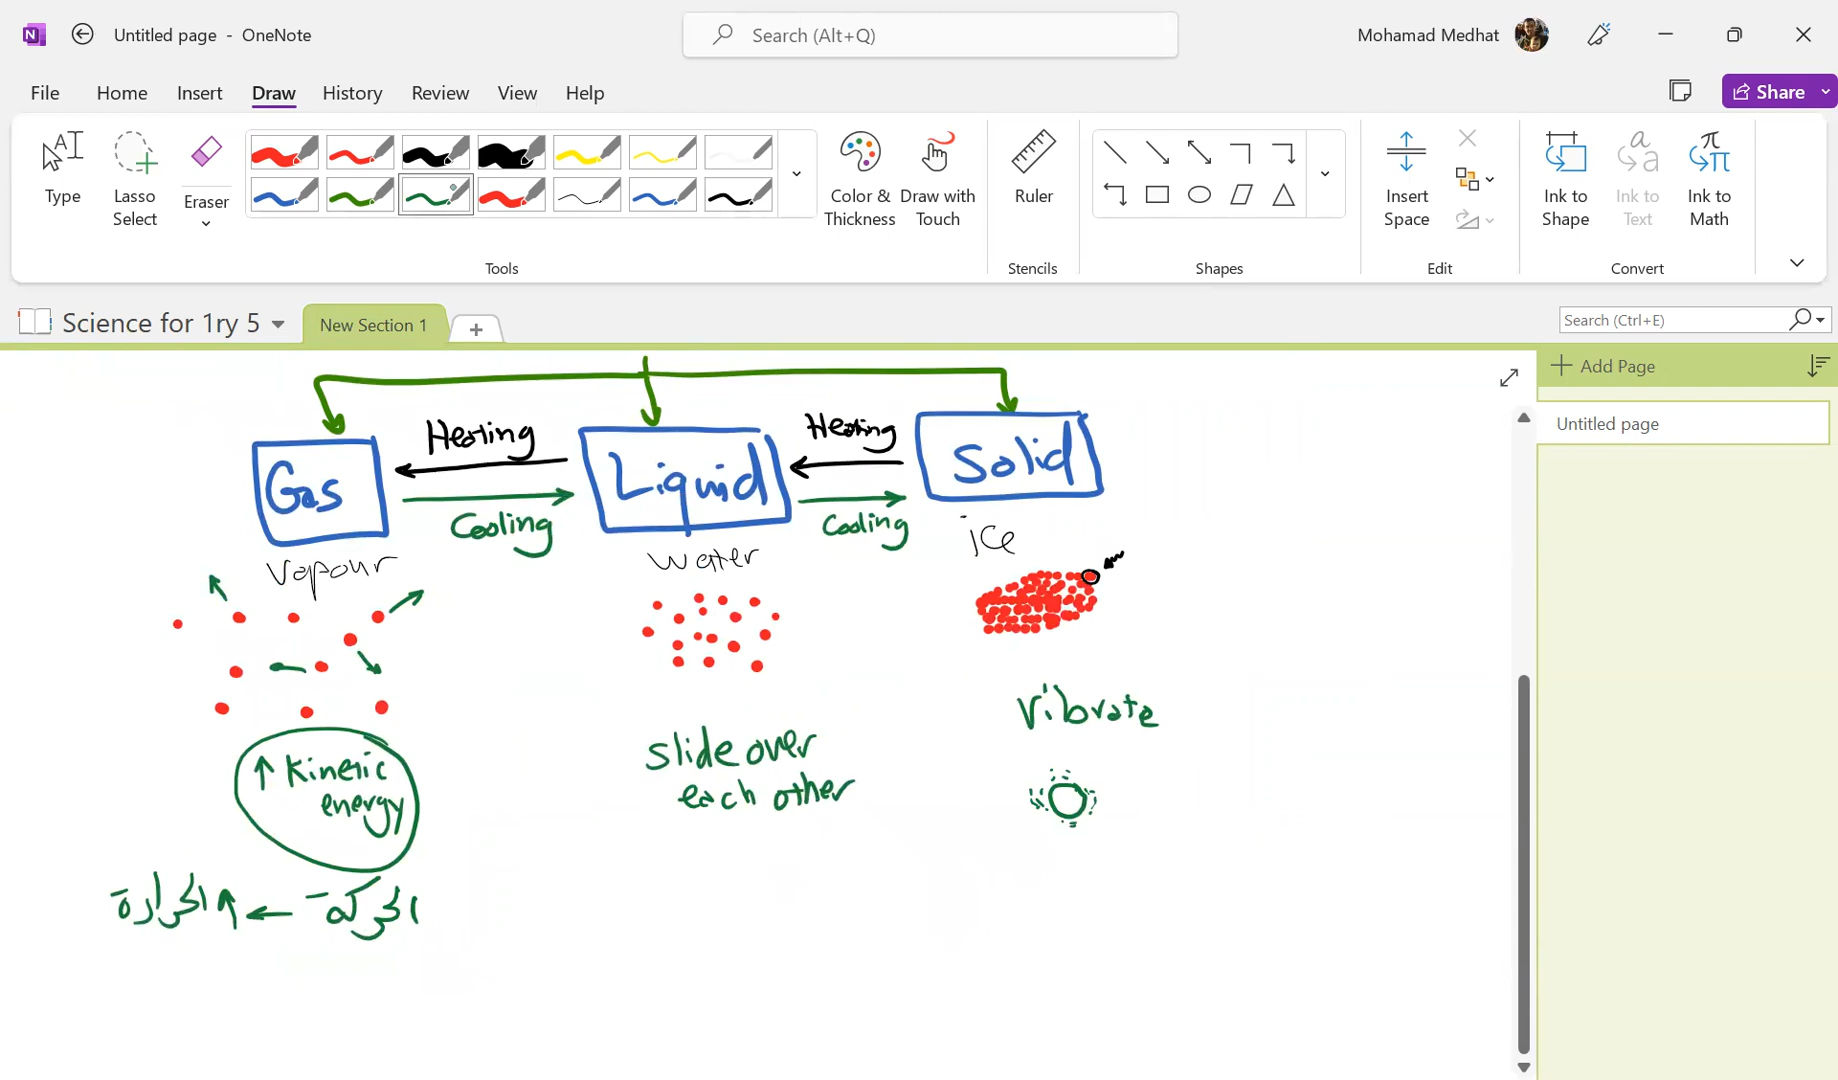 Untitled page - OneNote
Search (Alt+Q)
Mohamad Medhat
File Home Insert Draw History Review View Help
Share
Type
Lasso Select
Eraser
Color & Thickness
Draw with Touch
Ruler
Insert Space
Ink to Shape
Ink to Text
Ink to Math
Tools
Stencils
Shapes
Edit
Convert
Science for 1ry 5
New Section 1
Search (Ctrl+E)
Add Page
Untitled page
Gas
Heating
Cooling
Liquid
Heating
Cooling
Solid
Vapour
Water
ice
↑ Kinetic
energy
slide over
each other
Vibrate